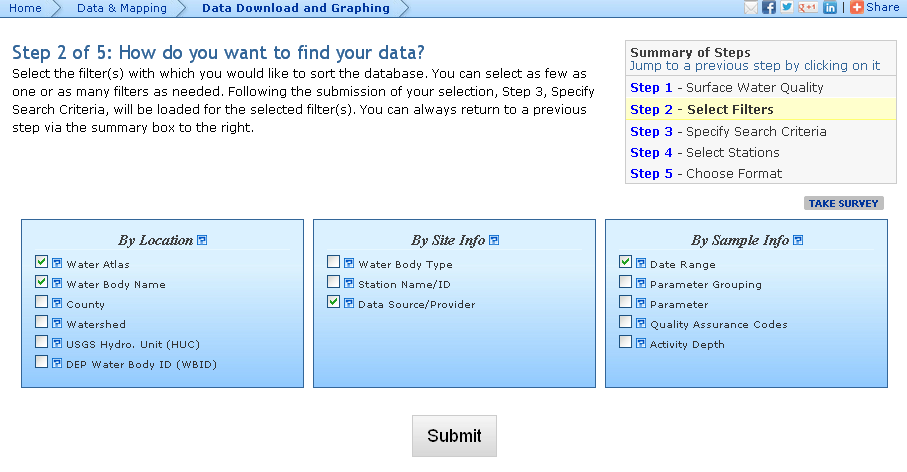 Home Data & Mapping Data Download and Graphing Share
Step 2 of 5: How do you want to find your data?
Select the filter(s) with which you would like to sort the database. You can select as few as
one or as many filters as needed. Following the submission of your selection, Step 3, Specify
Search Criteria, will be loaded for the selected filter(s). You can always return to a previous
step via the summary box to the right.
Summary of Steps
Jump to a previous step by clicking on it
Step 1 - Surface Water Quality
Step 2 - Select Filters
Step 3 - Specify Search Criteria
Step 4 - Select Stations
Step 5 - Choose Format
TAKE SURVEY
By Location
Water Atlas
Water Body Name
County
Watershed
USGS Hydro. Unit (HUC)
DEP Water Body ID (WBID)
By Site Info
Water Body Type
Station Name/ID
Data Source/Provider
By Sample Info
Date Range
Parameter Grouping
Parameter
Quality Assurance Codes
Activity Depth
Submit